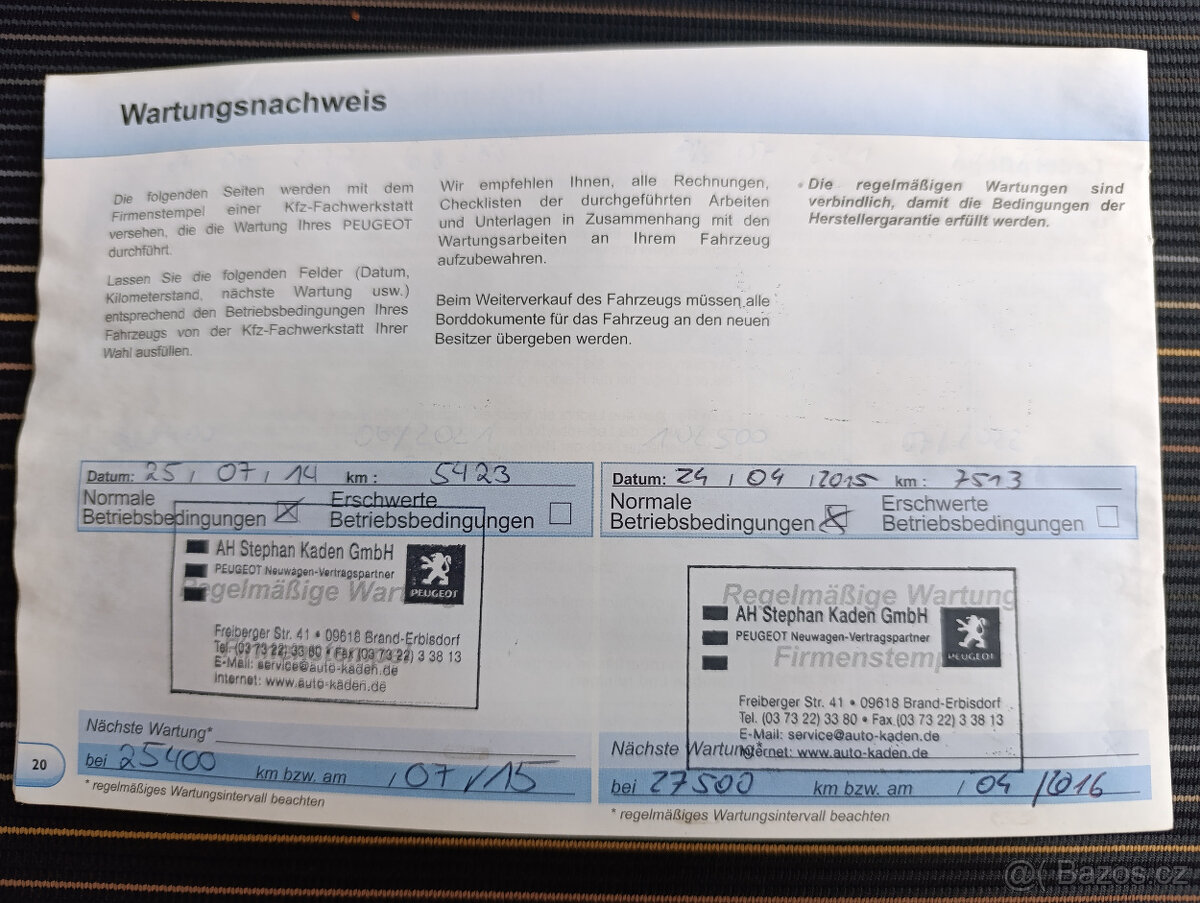 Wartungsnachweis
Die folgenden Seiten werden mit dem
Firmenstempel einer Kfz-Fachwerkstatt
versehen, die die Wartung Ihres PEUGEOT
durchführt.
Lassen Sie die folgenden Felder (Datum,
Kilometerstand, nächste Wartung usw.)
entsprechend den Betriebsbedingungen Ihres
Fahrzeugs von der Kfz-Fachwerkstatt Ihrer
Wahl ausfüllen.
Wir empfehlen Ihnen, alle Rechnungen,
Checklisten der durchgeführten Arbeiten
und Unterlagen in Zusammenhang mit den
Wartungsarbeiten an Ihrem Fahrzeug
aufzubewahren.
Beim Weiterverkauf des Fahrzeugs müssen alle
Borddokumente für das Fahrzeug an den neuen
Besitzer übergeben werden.
• Die regelmäßigen Wartungen sind
verbindlich, damit die Bedingungen der
Herstellergarantie erfüllt werden.
Datum: 25, 07, 14 km : 5423
Normale Erschwerte
Betriebsbedingungen Betriebsbedingungen
AH Stephan Kaden GmbH
PEUGEOT Neuwagen-Vertragspartner
Regelmäßige Wartung
PEUGEOT
Freiberger Str. 41 • 09618 Brand-Erbisdorf
Tel. (03 73 22) 33 80 • Fax (03 73 22) 3 38 13
E-Mail: service@auto-kaden.de
Internet: www.auto-kaden.de
Nächste Wartung*
bei 25400 km bzw. am , 07, 15
* regelmäßiges Wartungsintervall beachten
20
Datum: 24, 04, 2015 km : 7513
Normale Erschwerte
Betriebsbedingungen Betriebsbedingungen
Regelmäßige Wartung
AH Stephan Kaden GmbH
PEUGEOT Neuwagen-Vertragspartner
Firmenstempel
PEUGEOT
Freiberger Str. 41 • 09618 Brand-Erbisdorf
Tel. (03 73 22) 33 80 • Fax (03 73 22) 3 38 13
E-Mail: service@auto-kaden.de
Internet: www.auto-kaden.de
Nächste Wartung*
bei 27500 km bzw. am , 04, 2016
* regelmäßiges Wartungsintervall beachten
@( Bazos.cz